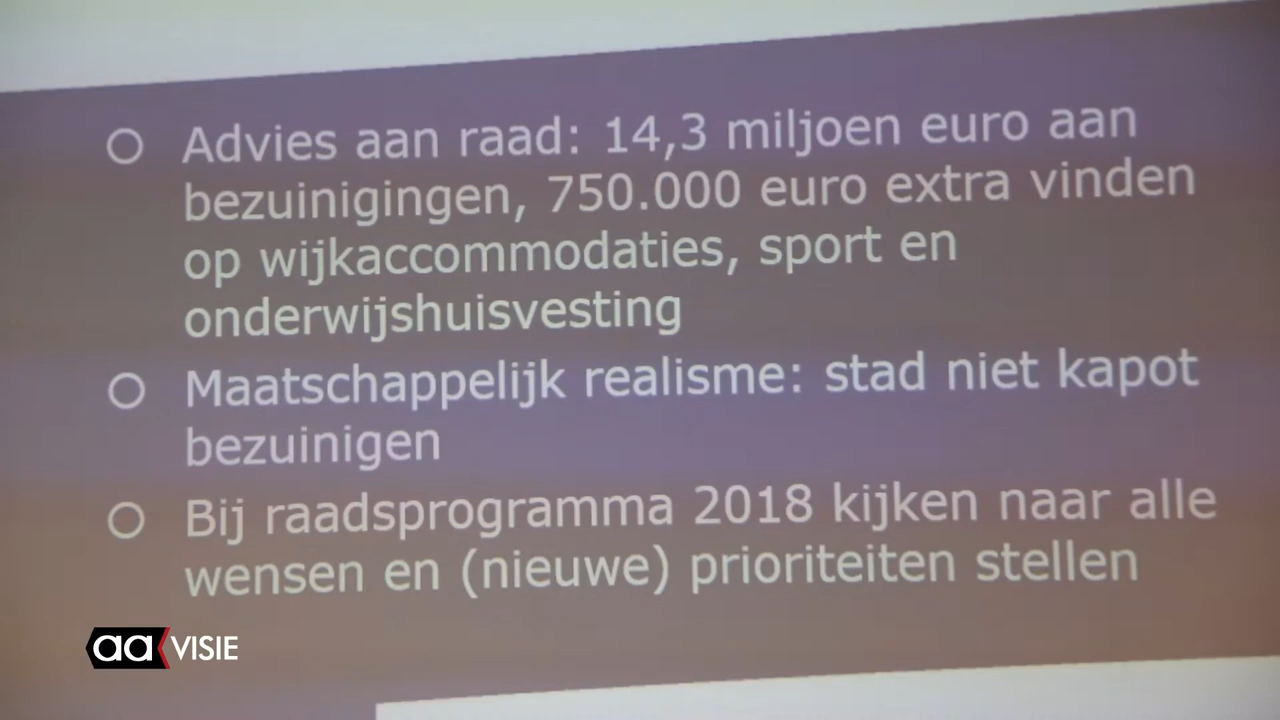 Advies aan raad: 14,3 miljoen euro aan
bezuinigingen, 750.000 euro extra vinden
op wijkaccommodaties, sport en
onderwijshuisvesting
Maatschappelijk realisme: stad niet kapot
bezuinigen
Bij raadsprogramma 2018 kijken naar alle
wensen en (nieuwe) prioriteiten stellen
aa VISIE